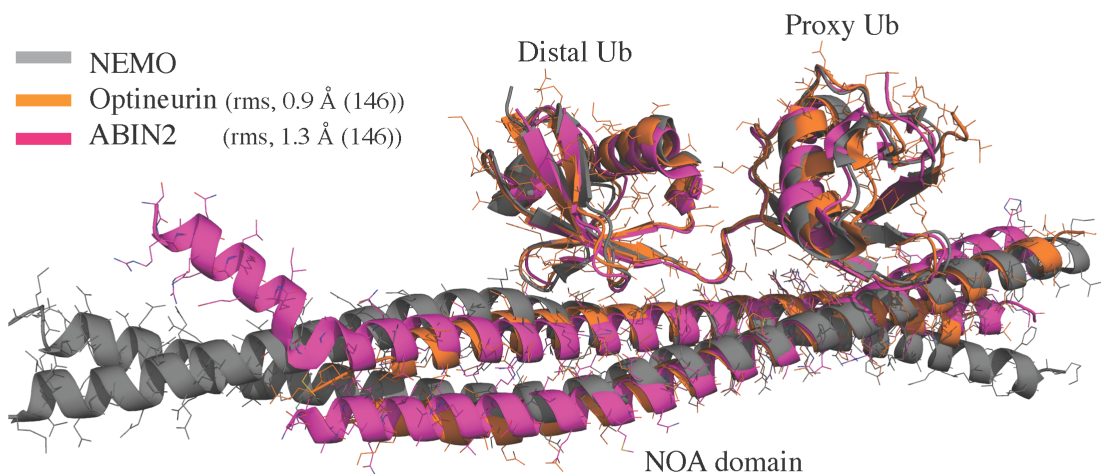 Distal Ub
Proxy Ub
NEMO
Optineurin (rms, 0.9 Å (146))
ABIN2 (rms, 1.3 Å (146))
NOA domain